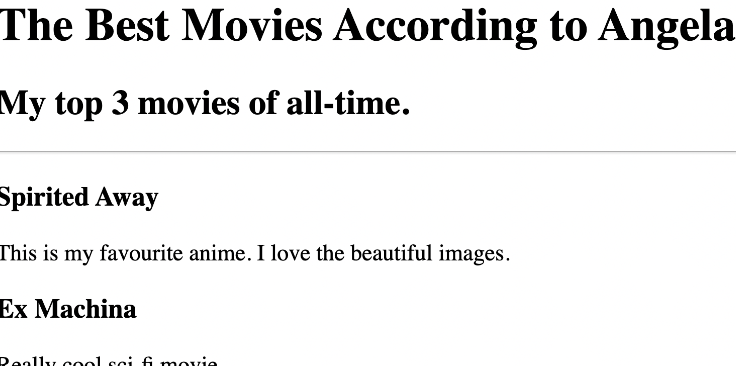 The Best Movies According to Angela
My top 3 movies of all-time.
Spirited Away
This is my favourite anime. I love the beautiful images.
Ex Machina
Really cool sci-fi movie